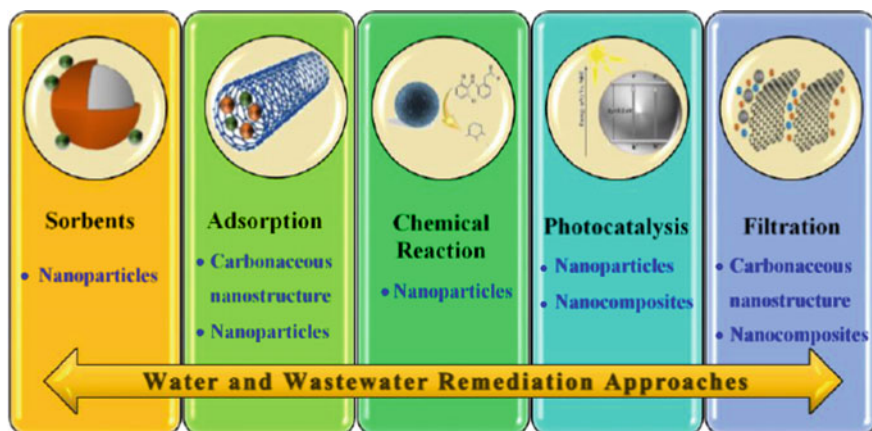 Sorbents
• Nanoparticles
Adsorption
• Carbonaceous
nanostructure
• Nanoparticles
Chemical
Reaction
• Nanoparticles
Photocatalysis
• Nanoparticles
• Nanocomposites
Filtration
• Carbonaceous
nanostructure
• Nanocomposites
Water and Wastewater Remediation Approaches